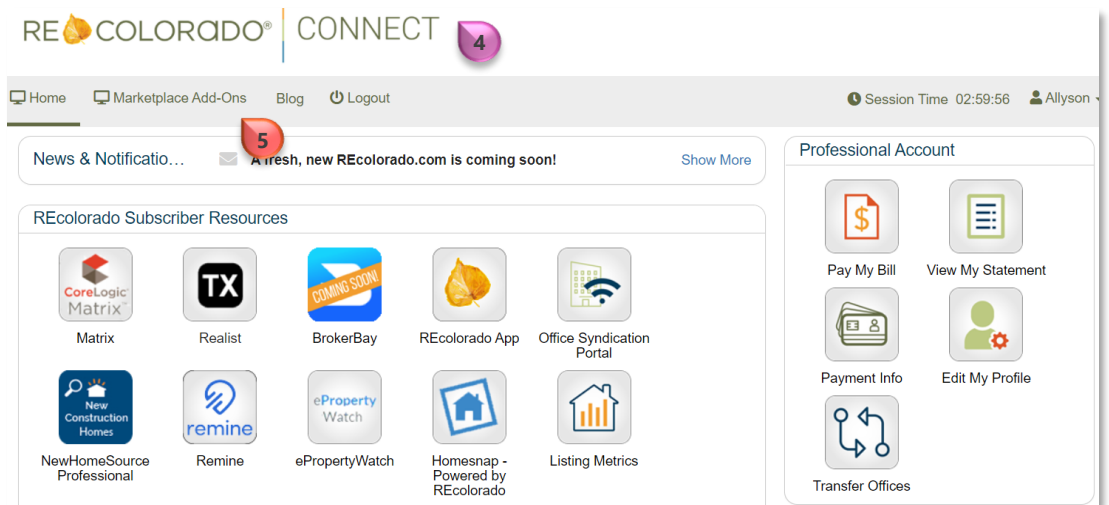 RE COLORADO® CONNECT
4
Home Marketplace Add-Ons Blog Logout Session Time 02:59:56 Allyson
5
News & Notificatio... A fresh, new REcolorado.com is coming soon! Show More
Professional Account
REcolorado Subscriber Resources
$
CoreLogic
Matrix™
TX
COMING SOON!
Pay My Bill View My Statement
Matrix Realist BrokerBay REcolorado App Office Syndication
Portal
Payment Info Edit My Profile
New
Construction
Homes
remine
eProperty
Watch
NewHomeSource
Professional
Remine ePropertyWatch Homesnap -
Powered by
REcolorado
Listing Metrics
Transfer Offices